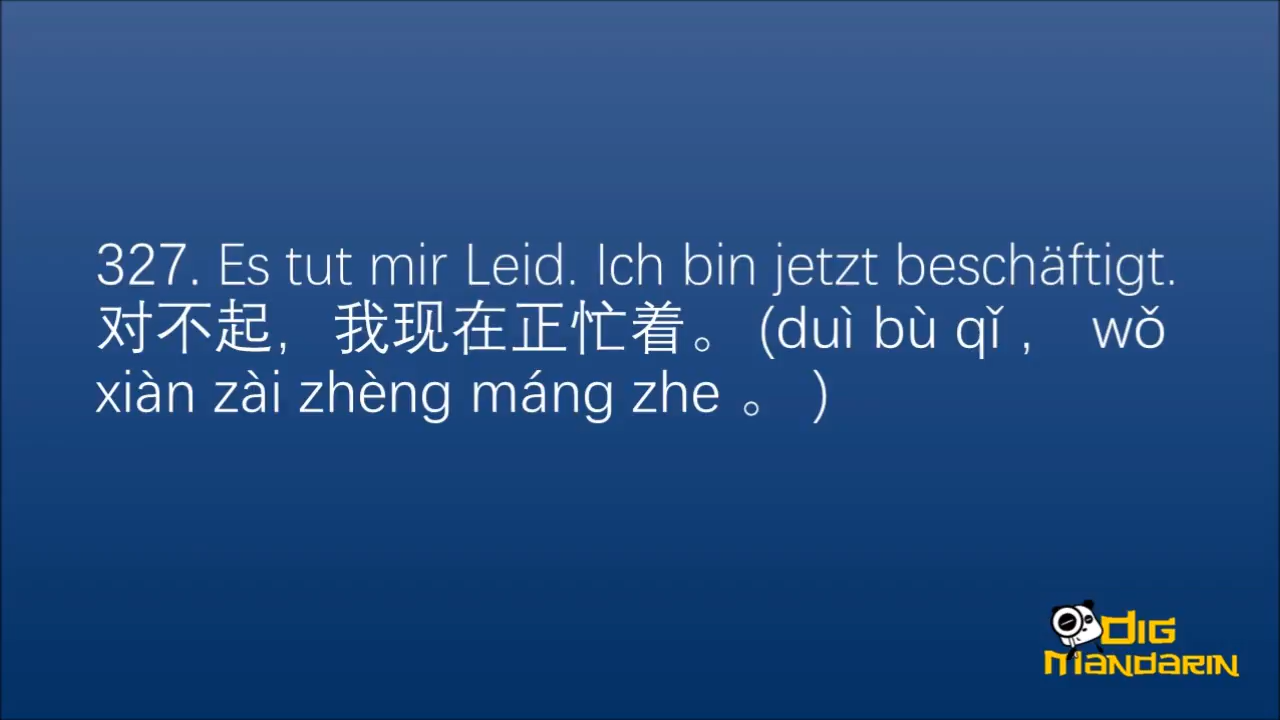 327. Es tut mir Leid. Ich bin jetzt beschäftigt.
对不起，我现在正忙着。 (duì bù qǐ ， wǒ
xiàn zài zhèng máng zhe 。 )
DIG
MANDARIN